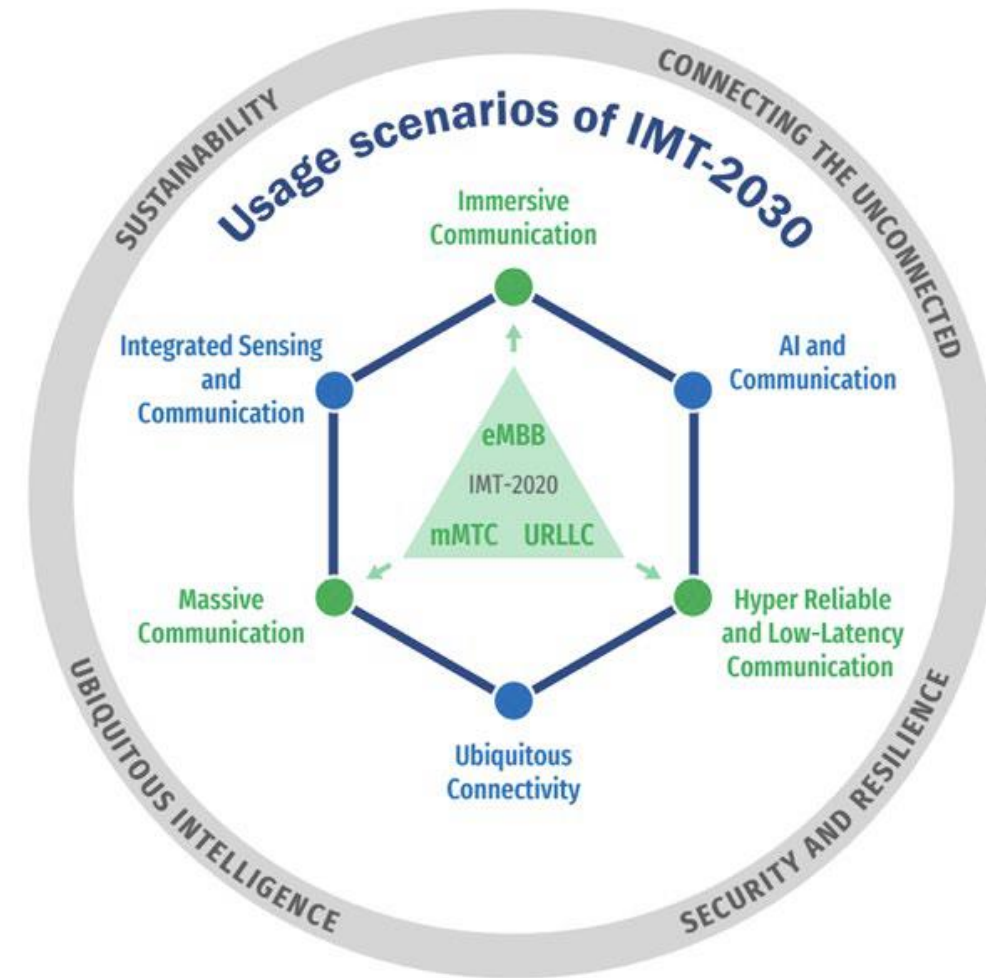 SUSTAINABILITY
CONNECTING THE UNCONNECTED
Usage scenarios of IMT-2030
Immersive
Communication
Integrated Sensing
and
Communication
AI and
Communication
eMBB
IMT-2020
mMTC URLLC
Massive
Communication
Hyper Reliable
and Low-Latency
Communication
Ubiquitous
Connectivity
UBIQUITOUS INTELLIGENCE
SECURITY AND RESILIENCE